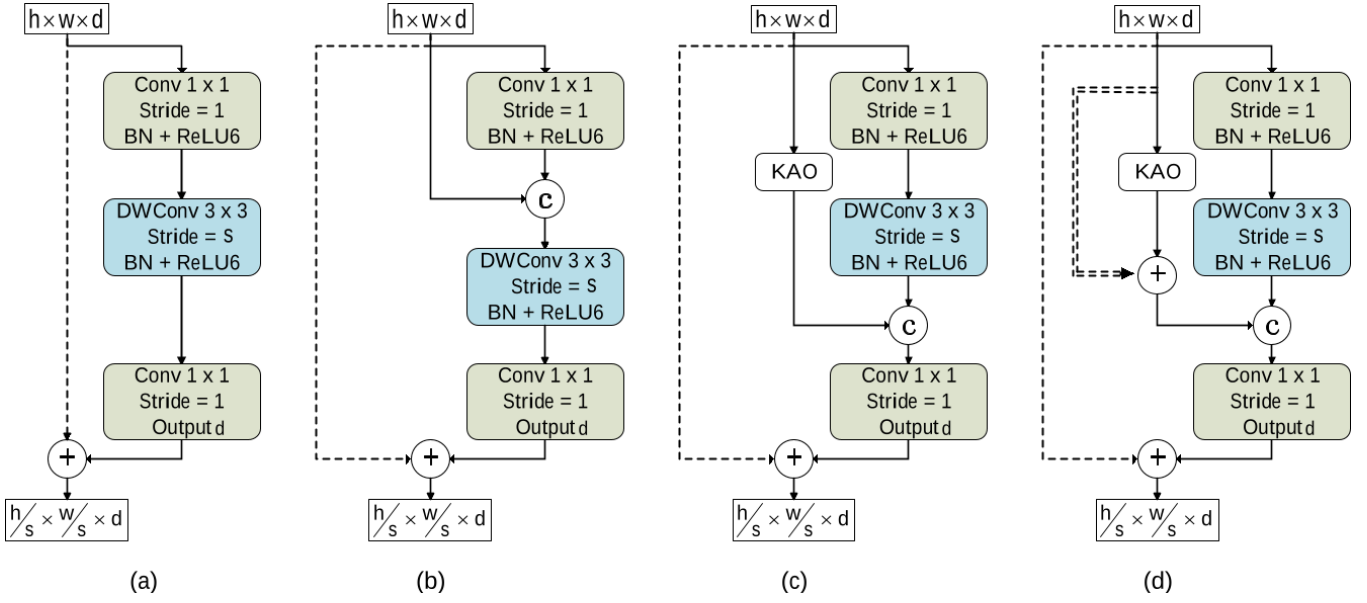 h×w×d
Conv 1 x 1
Stride = 1
BN + ReLU6
DWConv 3 x 3
Stride = s
BN + ReLU6
Conv 1 x 1
Stride = 1
Output d
+
h/s × w/s × d
(a)
h×w×d
Conv 1 x 1
Stride = 1
BN + ReLU6
c
DWConv 3 x 3
Stride = s
BN + ReLU6
Conv 1 x 1
Stride = 1
Output d
+
h/s × w/s × d
(b)
h×w×d
Conv 1 x 1
Stride = 1
BN + ReLU6
KAO
DWConv 3 x 3
Stride = s
BN + ReLU6
c
Conv 1 x 1
Stride = 1
Output d
+
h/s × w/s × d
(c)
h×w×d
Conv 1 x 1
Stride = 1
BN + ReLU6
KAO
DWConv 3 x 3
Stride = s
BN + ReLU6
+
c
Conv 1 x 1
Stride = 1
Output d
+
h/s × w/s × d
(d)